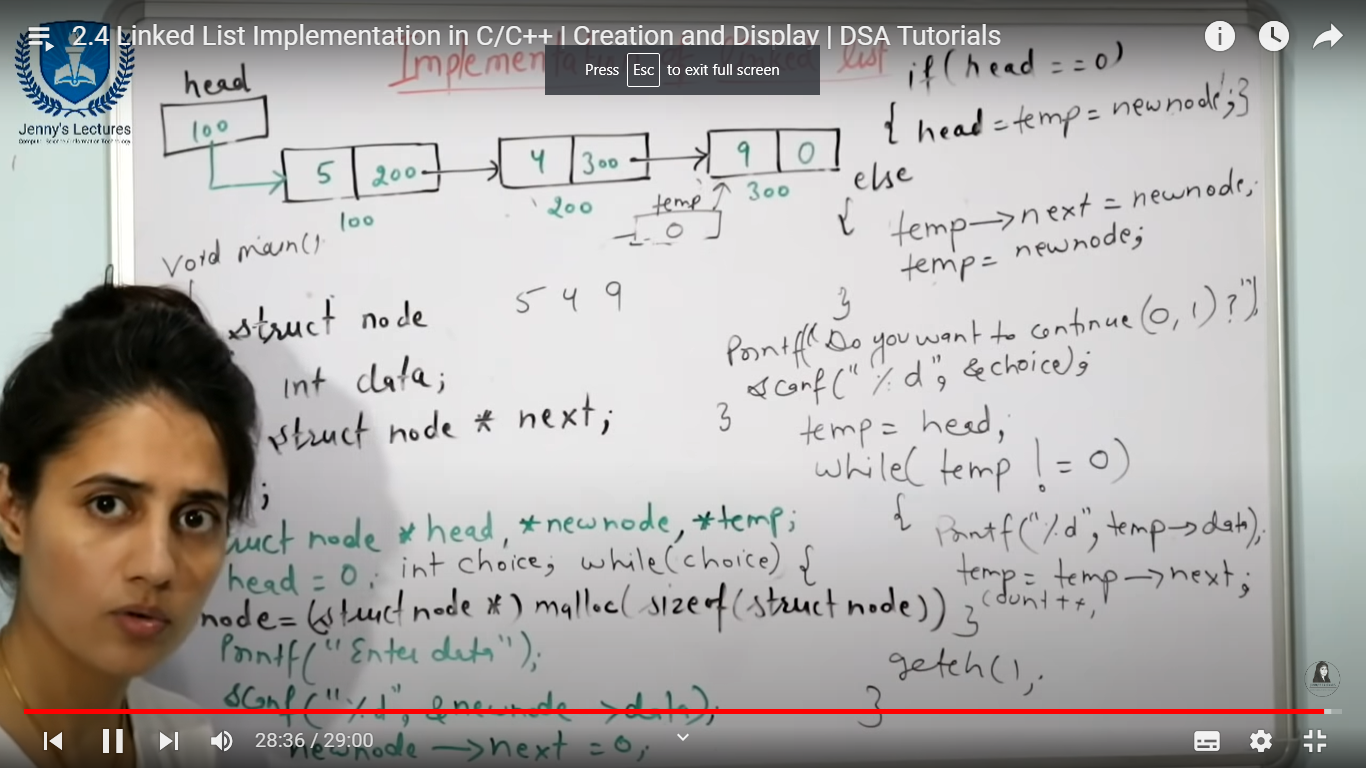 2.4 Linked List Implementation in C/C++ | Creation and Display | DSA Tutorials
Press Esc to exit full screen
Jenny's Lectures
list
head
100
5 200
100
4 300
200
9 0
300
temp
0
void main()
5 4 9
struct node
int data;
struct node * next;
;
struct node *head, *newnode, *temp;
head = 0; int choice; while(choice) {
node= (struct node *) malloc( sizeof(struct node))
Printf("Enter data");
scanf("%d", &newnode->data);
newnode —>next = 0;
if(head ==0)
{ head=temp=newnode;}
else
{ temp—>next = newnode;
temp= newnode;
}
Printf("Do you want to continue(0,1)?");
scanf("%d", &choice);
}
temp= head;
while( temp != 0)
{ Printf("%d", temp->data);
temp= temp—>next;
count++;
}
getch();
}
28:36 / 29:00